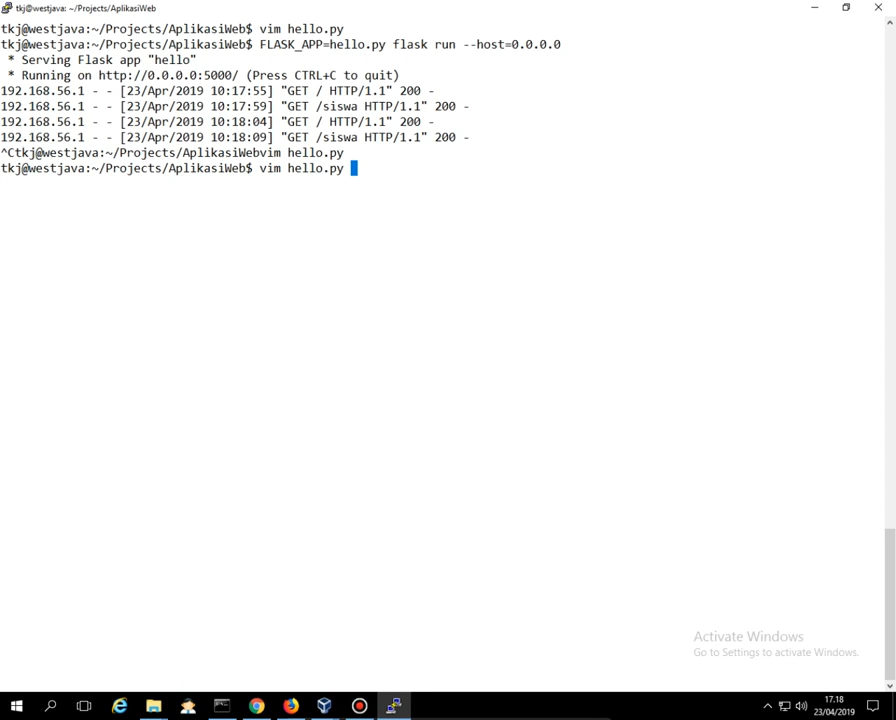 tkj@westjava: ~/Projects/AplikasiWeb
tkj@westjava:~/Projects/AplikasiWeb$ vim hello.py
tkj@westjava:~/Projects/AplikasiWeb$ FLASK_APP=hello.py flask run --host=0.0.0.0
 * Serving Flask app "hello"
 * Running on http://0.0.0.0:5000/ (Press CTRL+C to quit)
192.168.56.1 - - [23/Apr/2019 10:17:55] "GET / HTTP/1.1" 200 -
192.168.56.1 - - [23/Apr/2019 10:17:59] "GET /siswa HTTP/1.1" 200 -
192.168.56.1 - - [23/Apr/2019 10:18:04] "GET / HTTP/1.1" 200 -
192.168.56.1 - - [23/Apr/2019 10:18:09] "GET /siswa HTTP/1.1" 200 -
^Ctkj@westjava:~/Projects/AplikasiWebvim hello.py
tkj@westjava:~/Projects/AplikasiWeb$ vim hello.py
Activate Windows
Go to Settings to activate Windows.
17.18
23/04/2019